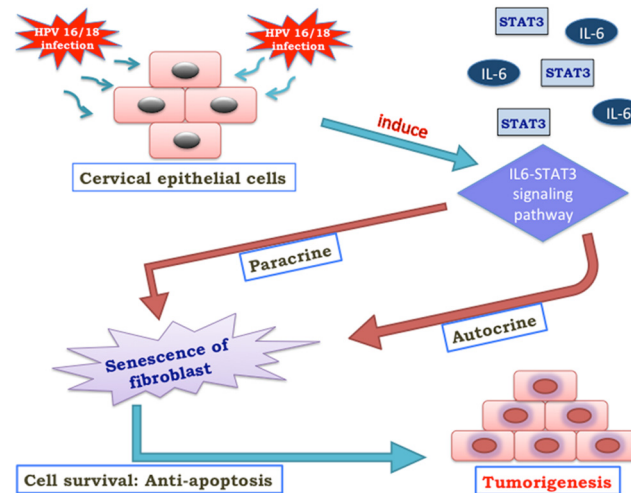 HPV 16/18
infection
HPV 16/18
infection
STAT3
IL-6
IL-6
STAT3
IL-6
STAT3
induce
Cervical epithelial cells
IL6-STAT3
signaling
pathway
Paracrine
Autocrine
Senescence of
fibroblast
Cell survival: Anti-apoptosis
Tumorigenesis